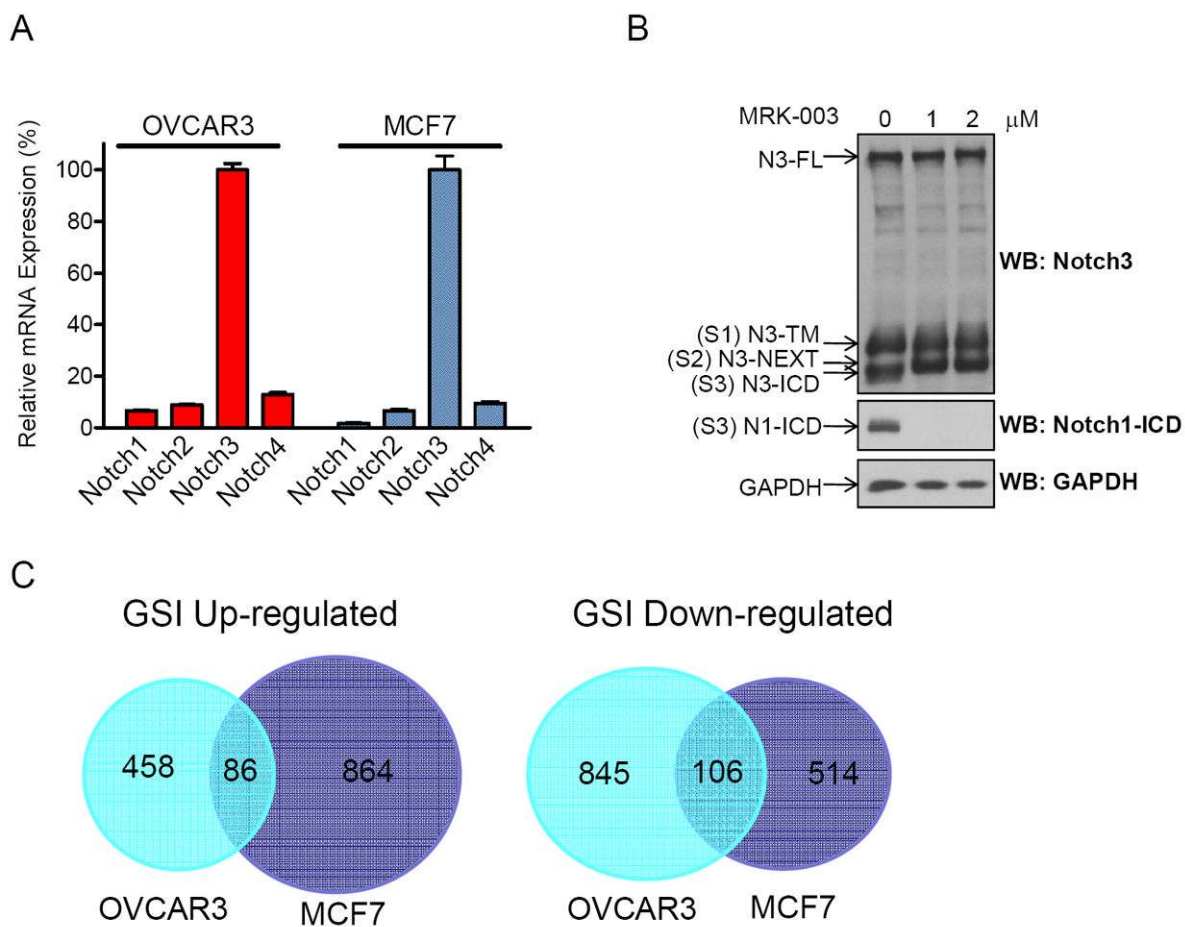 A
OVCAR3 MCF7
Relative mRNA Expression (%)
100
80
60
40
20
0
Notch1 Notch2 Notch3 Notch4 Notch1 Notch2 Notch3 Notch4
B
MRK-003 0 1 2 μM
N3-FL
WB: Notch3
(S1) N3-TM
(S2) N3-NEXT
(S3) N3-ICD
(S3) N1-ICD WB: Notch1-ICD
GAPDH WB: GAPDH
C
GSI Up-regulated
458 86 864
OVCAR3 MCF7
GSI Down-regulated
845 106 514
OVCAR3 MCF7